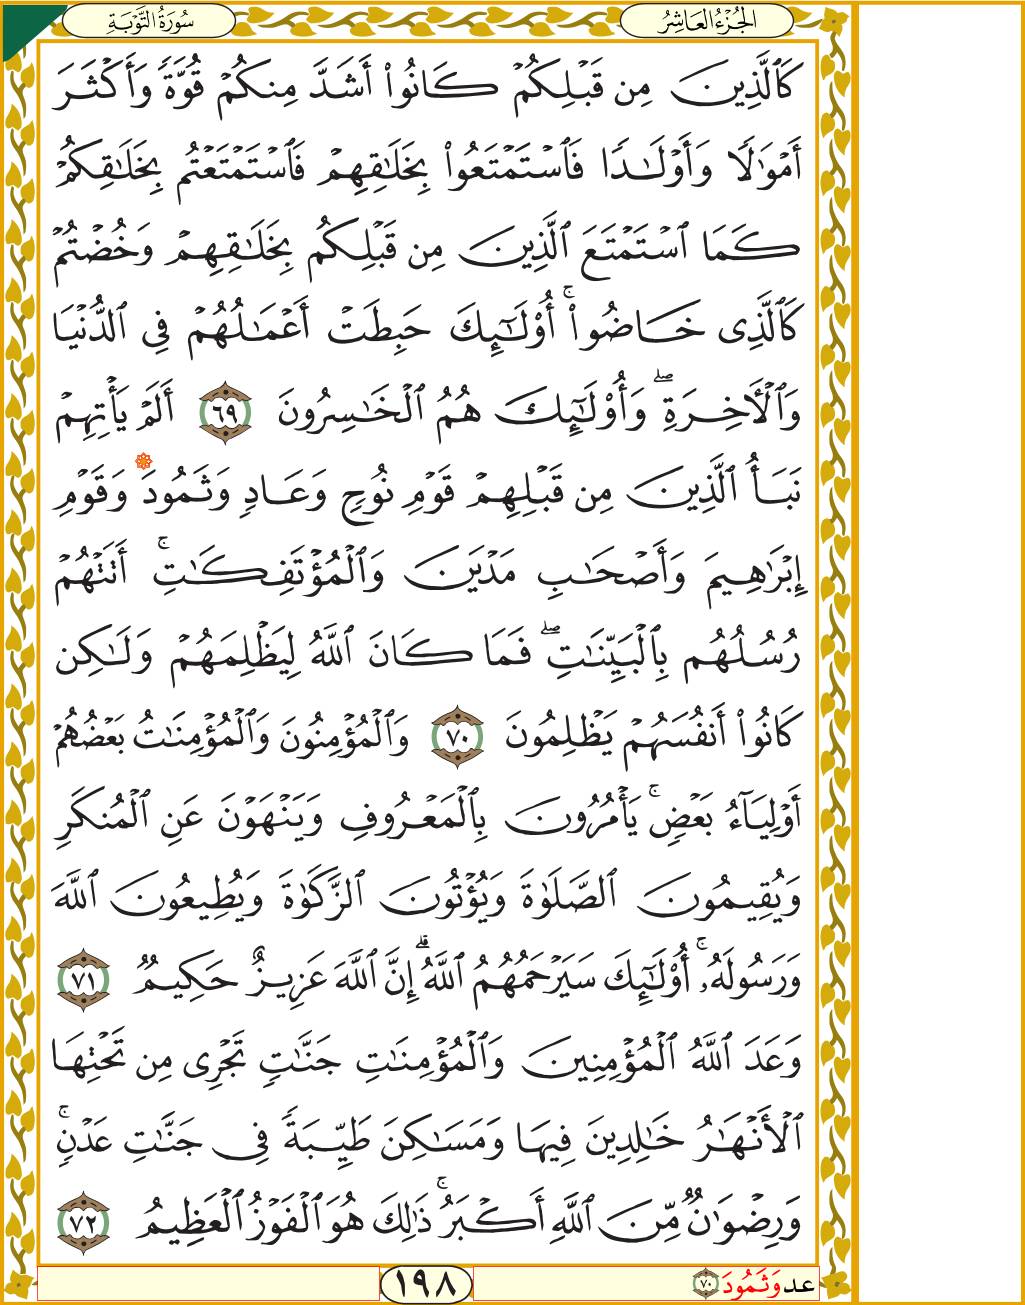 الجُزْءُ العَاشِرُ
سُورَةُ التَّوْبَةِ
كَٱلَّذِينَ مِن قَبْلِكُمْ كَانُوٓا۟ أَشَدَّ مِنكُمْ قُوَّةً وَأَكْثَرَ
أَمْوَٰلًا وَأَوْلَـٰدًا فَٱسْتَمْتَعُوا۟ بِخَلَـٰقِهِمْ فَٱسْتَمْتَعْتُم بِخَلَـٰقِكُمْ
كَمَا ٱسْتَمْتَعَ ٱلَّذِينَ مِن قَبْلِكُم بِخَلَـٰقِهِمْ وَخُضْتُمْ
كَٱلَّذِى خَاضُوٓا۟ ۚ أُو۟لَـٰٓئِكَ حَبِطَتْ أَعْمَـٰلُهُمْ فِى ٱلدُّنْيَا
وَٱلْـَٔاخِرَةِ ۖ وَأُو۟لَـٰٓئِكَ هُمُ ٱلْخَـٰسِرُونَ ٦٩ أَلَمْ يَأْتِهِمْ
نَبَأُ ٱلَّذِينَ مِن قَبْلِهِمْ قَوْمِ نُوحٍ وَعَادٍ وَثَمُودَ وَقَوْمِ
إِبْرَٰهِيمَ وَأَصْحَـٰبِ مَدْيَنَ وَٱلْمُؤْتَفِكَـٰتِ ۚ أَتَتْهُمْ
رُسُلُهُم بِٱلْبَيِّنَـٰتِ ۖ فَمَا كَانَ ٱللَّهُ لِيَظْلِمَهُمْ وَلَـٰكِن
كَانُوٓا۟ أَنفُسَهُمْ يَظْلِمُونَ ٧٠ وَٱلْمُؤْمِنُونَ وَٱلْمُؤْمِنَـٰتُ بَعْضُهُمْ
أَوْلِيَآءُ بَعْضٍ ۚ يَأْمُرُونَ بِٱلْمَعْرُوفِ وَيَنْهَوْنَ عَنِ ٱلْمُنكَرِ
وَيُقِيمُونَ ٱلصَّلَوٰةَ وَيُؤْتُونَ ٱلزَّكَوٰةَ وَيُطِيعُونَ ٱللَّهَ
وَرَسُولَهُۥٓ ۚ أُو۟لَـٰٓئِكَ سَيَرْحَمُهُمُ ٱللَّهُ ۗ إِنَّ ٱللَّهَ عَزِيزٌ حَكِيمٌ ٧١
وَعَدَ ٱللَّهُ ٱلْمُؤْمِنِينَ وَٱلْمُؤْمِنَـٰتِ جَنَّـٰتٍ تَجْرِى مِن تَحْتِهَا
ٱلْأَنْهَـٰرُ خَـٰلِدِينَ فِيهَا وَمَسَـٰكِنَ طَيِّبَةً فِى جَنَّـٰتِ عَدْنٍ ۚ
وَرِضْوَٰنٌ مِّنَ ٱللَّهِ أَكْبَرُ ۚ ذَٰلِكَ هُوَ ٱلْفَوْزُ ٱلْعَظِيمُ ٧٢
عد وَثَمُودَ ٧٠
١٩٨